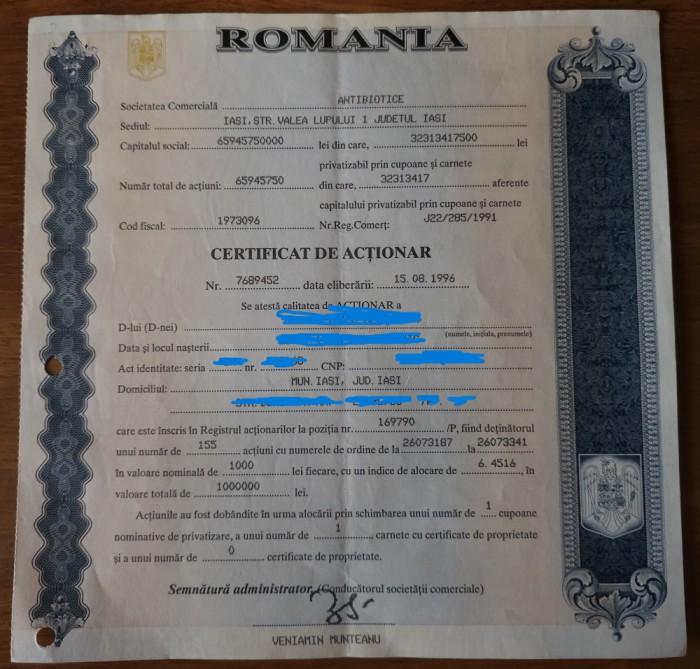 ROMANIA
Societatea Comercială ANTIBIOTICE
Sediul: IASI, STR. VALEA LUPULUI 1 JUDETUL IASI
Capitalul social: 65945750000 lei din care, 32313417500 lei
privatizabil prin cupoane și carnete
Număr total de acțiuni: 65945750 din care, 32313417 aferente
capitalului privatizabil prin cupoane și carnete
Cod fiscal: 1973096 Nr.Reg.Comerț: J22/285/1991
CERTIFICAT DE ACȚIONAR
Nr. 7689452 data eliberării: 15.08.1996
Se atestă calitatea de ACȚIONAR a
D-lui (D-nei)
(numele, inițiala, prenumele)
Data și locul nașterii
Act identitate: seria nr. CNP:
Domiciliul: MUN. IASI, JUD. IASI
care este înscris în Registrul acționarilor la poziția nr. 169790 /P, fiind deținătorul
unui număr de 155 acțiuni cu numerele de ordine de la 26073187 la 26073341
în valoare nominală de 1000 lei fiecare, cu un indice de alocare de 6.4516, în
valoare totală de 1000000 lei.
Acțiunile au fost dobândite în urma alocării prin schimbarea unui număr de 1 cupoane
nominative de privatizare, a unui număr de 1 carnete cu certificate de proprietate
și a unui număr de 0 certificate de proprietate.
Semnătură administrator, (Conducătorul societății comerciale)
VENIAMIN MUNTEANU